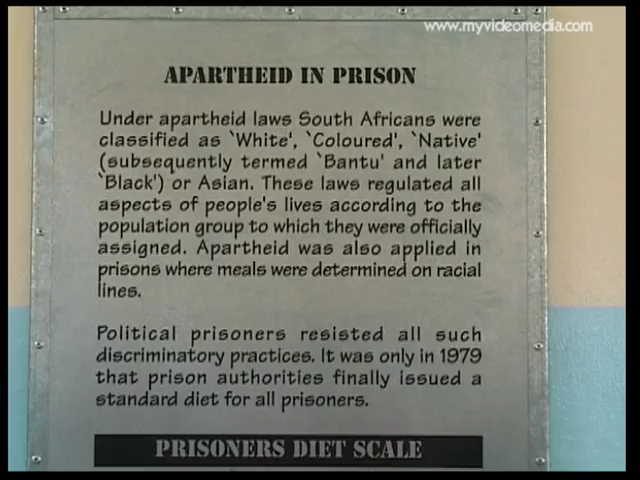 www.myvideomedia.com
APARTHEID IN PRISON
Under apartheid laws South Africans were
classified as `White', `Coloured', `Native'
(subsequently termed `Bantu' and later
`Black') or Asian. These laws regulated all
aspects of people's lives according to the
population group to which they were officially
assigned. Apartheid was also applied in
prisons where meals were determined on racial
lines.
Political prisoners resisted all such
discriminatory practices. It was only in 1979
that prison authorities finally issued a
standard diet for all prisoners.
PRISONERS DIET SCALE